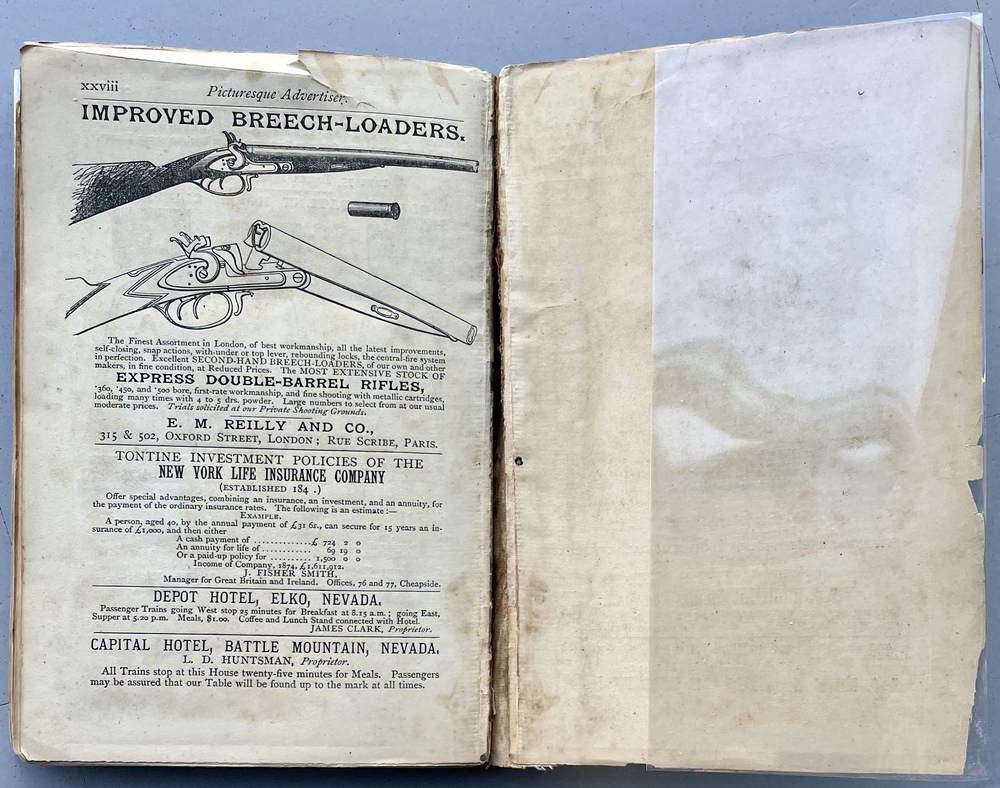 xxviii
Picturesque Advertiser.
IMPROVED BREECH-LOADERS.
The Finest Assortment in London, of best workmanship, all the latest improvements,
self-closing, snap actions, with under or top lever, rebounding locks, the central-fire system
in perfection. Excellent SECOND-HAND BREECH-LOADERS, of our own and other
makers, in fine condition, at Reduced Prices. The MOST EXTENSIVE STOCK OF
EXPRESS DOUBLE-BARREL RIFLES,
·360, ·450, and ·500 bore, first-rate workmanship, and fine shooting with metallic cartridges,
loading many times with 4 to 5 drs. powder. Large numbers to select from at our usual
moderate prices. Trials solicited at our Private Shooting Grounds.
E. M. REILLY AND CO.,
315 & 502, OXFORD STREET, LONDON; RUE SCRIBE, PARIS.
TONTINE INVESTMENT POLICIES OF THE
NEW YORK LIFE INSURANCE COMPANY
(ESTABLISHED 184 .)
Offer special advantages, combining an insurance, an investment, and an annuity, for
the payment of the ordinary insurance rates. The following is an estimate :—
EXAMPLE.
A person, aged 40, by the annual payment of £31 6s., can secure for 15 years an in-
surance of £1,000, and then either
A cash payment of .............£ 724 2 0
An annuity for life of ............ 69 19 0
Or a paid-up policy for .......... 1,500 0 0
Income of Company, 1874, £1,611,912.
J. FISHER SMITH,
Manager for Great Britain and Ireland. Offices, 76 and 77, Cheapside.
DEPOT HOTEL, ELKO, NEVADA.
Passenger Trains going West stop 25 minutes for Breakfast at 8.15 a.m.; going East,
Supper at 5.20 p.m. Meals, $1.00. Coffee and Lunch Stand connected with Hotel.
JAMES CLARK, Proprietor.
CAPITAL HOTEL, BATTLE MOUNTAIN, NEVADA.
L. D. HUNTSMAN, Proprietor.
All Trains stop at this House twenty-five minutes for Meals. Passengers
may be assured that our Table will be found up to the mark at all times.